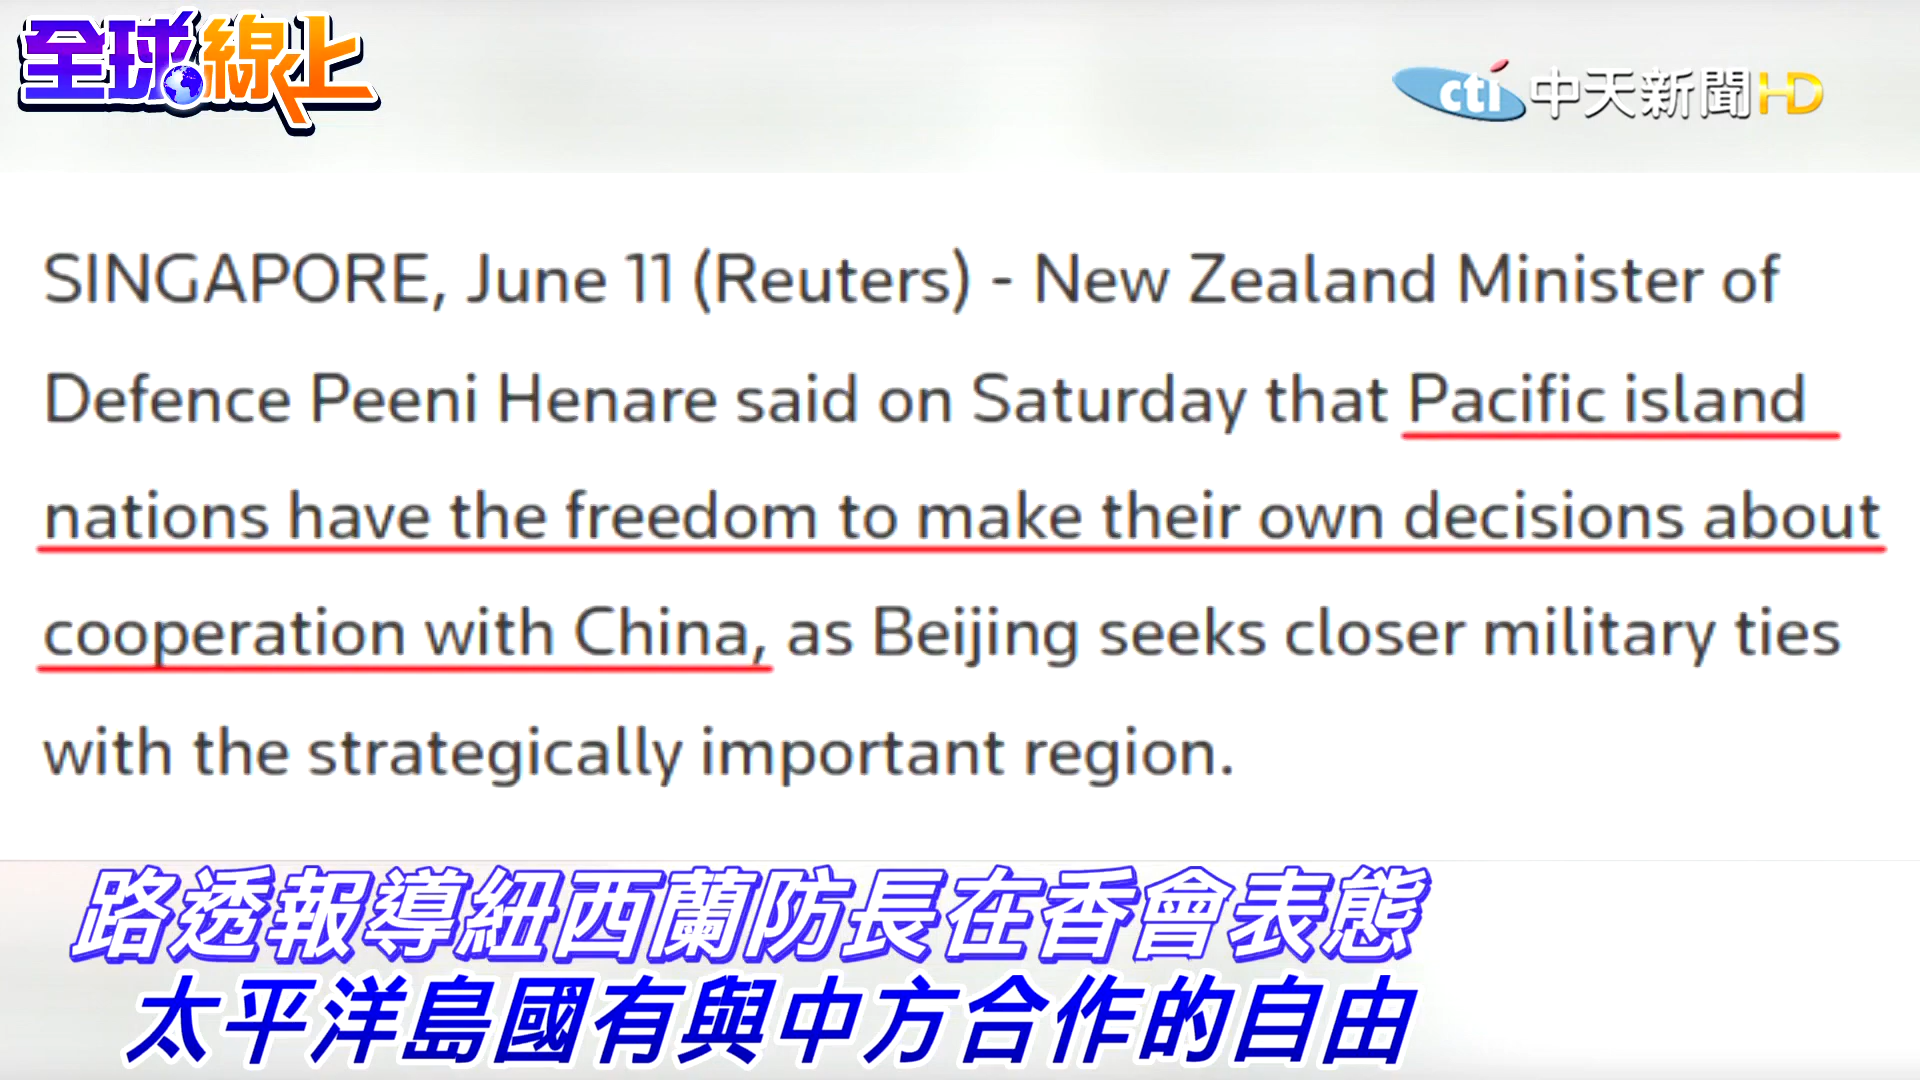 全球線上
cti 中天新聞HD
SINGAPORE, June 11 (Reuters) - New Zealand Minister of
Defence Peeni Henare said on Saturday that Pacific island
nations have the freedom to make their own decisions about
cooperation with China, as Beijing seeks closer military ties
with the strategically important region.
路透報導紐西蘭防長在香會表態
太平洋島國有與中方合作的自由